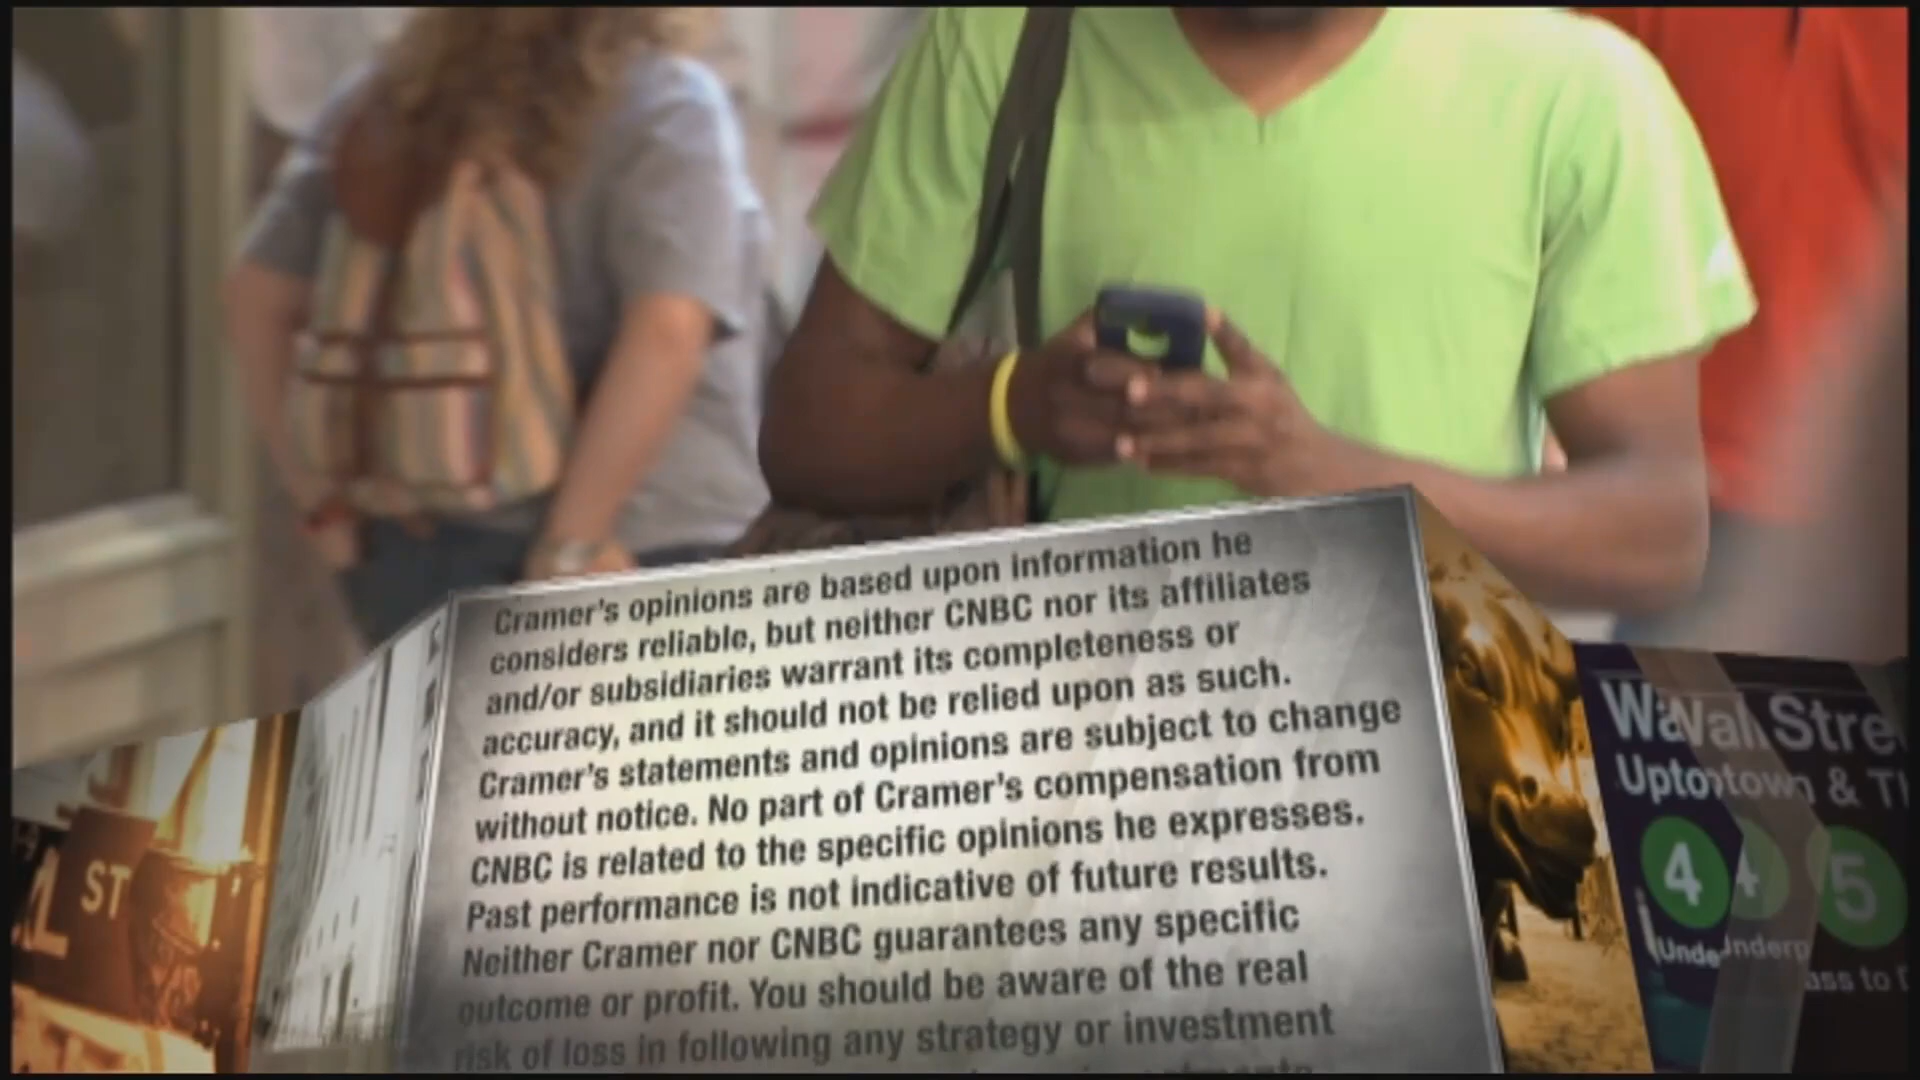 Cramer's opinions are based upon information he
considers reliable, but neither CNBC nor its affiliates
and/or subsidiaries warrant its completeness or
accuracy, and it should not be relied upon as such.
Cramer's statements and opinions are subject to change
without notice. No part of Cramer's compensation from
CNBC is related to the specific opinions he expresses.
Past performance is not indicative of future results.
Neither Cramer nor CNBC guarantees any specific
outcome or profit. You should be aware of the real
risk of loss in following any strategy or investment
ST
Wall Stre
Uptown & Th
4 4 5